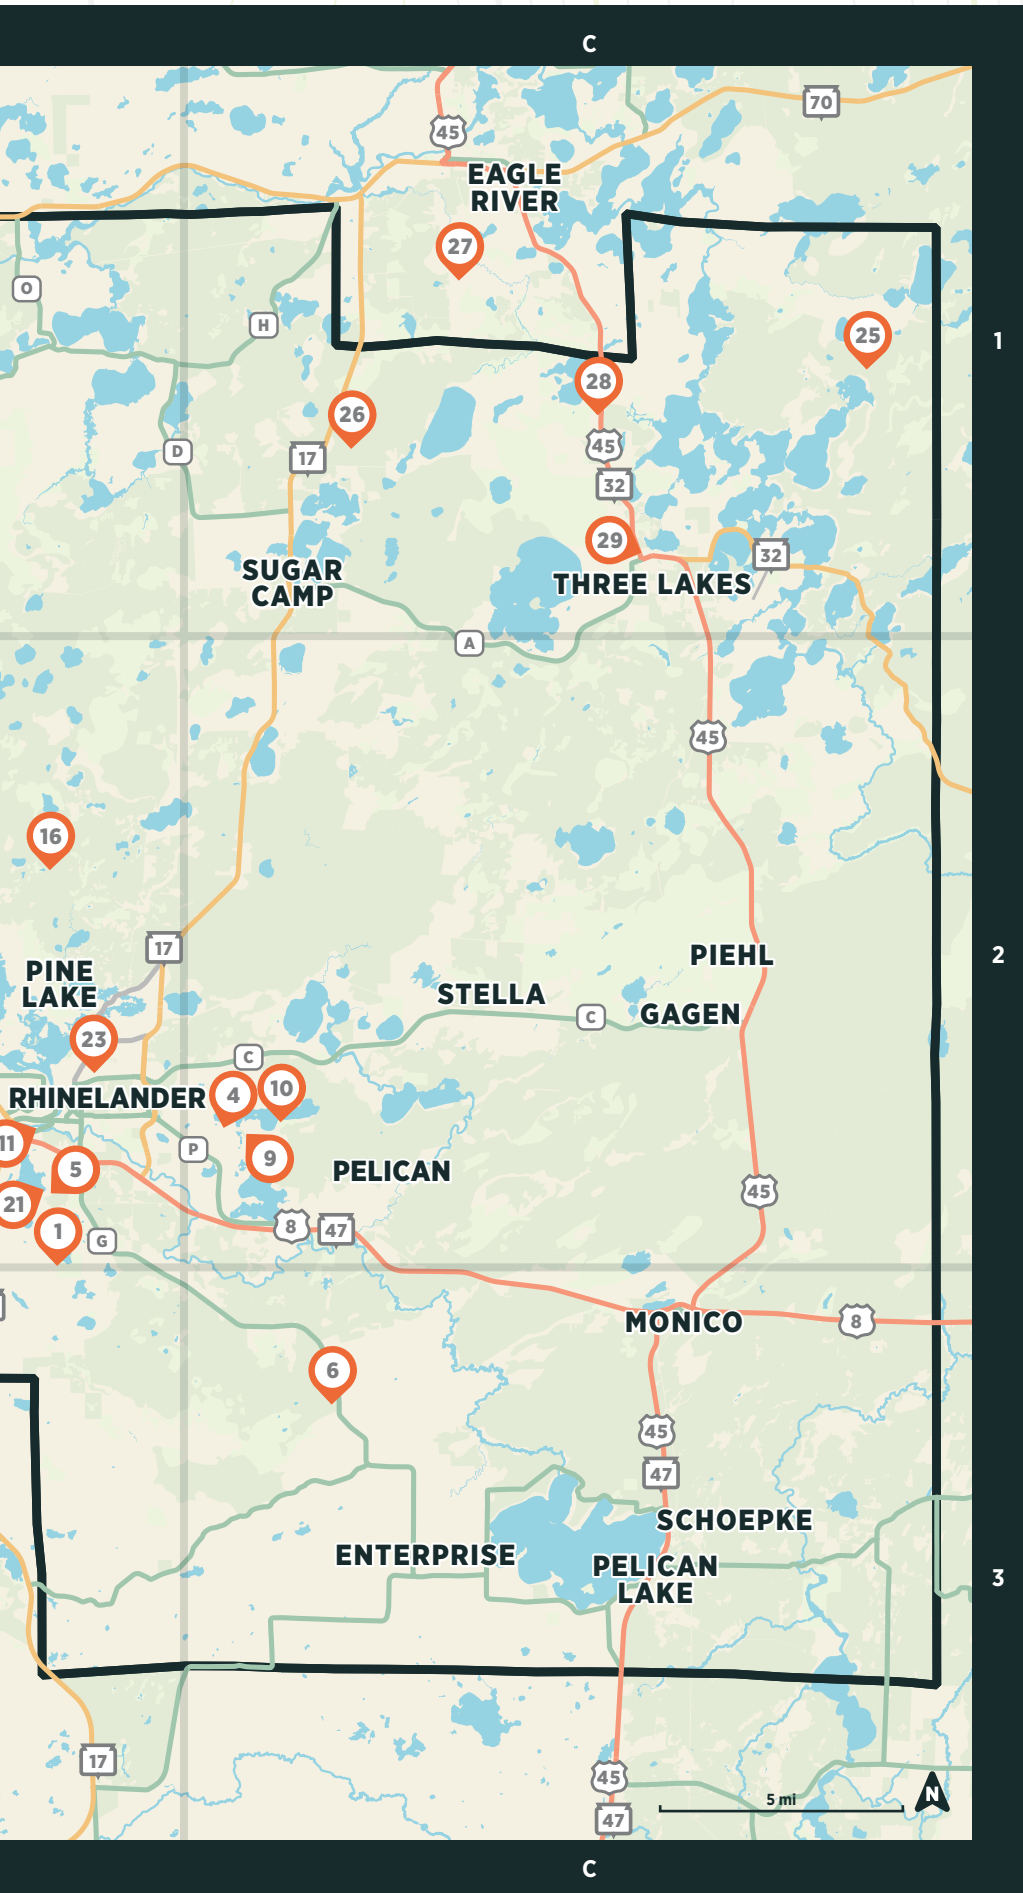 C
70
45
EAGLE
RIVER
27
O
H
25
1
28
26
45
D
17
32
29
32
SUGAR
CAMP
THREE LAKES
A
45
16
17
2
PIEHL
PINE
LAKE
STELLA
C
GAGEN
23
C
RHINELANDER
4
10
11
P
9
5
PELICAN
45
21
1
G
8
47
MONICO
8
6
45
47
SCHOEPKE
ENTERPRISE
PELICAN
LAKE
3
17
45
5 mi
N
47
C